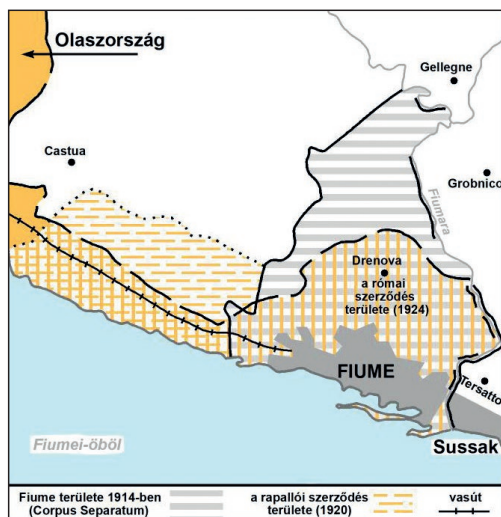 Olaszország
Gellegne
Castua
Grobnico
Fiumara
Drenova
a római
szerződés
területe (1924)
FIUME
Tersatto
Sussak
Fiumei-öböl
Fiume területe 1914-ben
(Corpus Separatum)
a rapallói szerződés
területe (1920)
vasút